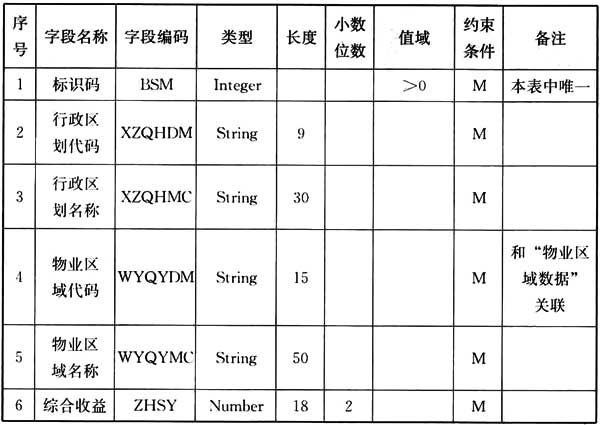 序号 字段名称 字段编码 类型 长度 小数位数 值域 约束条件 备注
1 标识码 BSM Integer >0 M 本表中唯一
2 行政区划代码 XZQHDM String 9 M
3 行政区划名称 XZQHMC String 30 M
4 物业区域代码 WYQYDM String 15 M 和“物业区域数据”关联
5 物业区域名称 WYQYMC String 50 M
6 综合收益 ZHSY Number 18 2 M